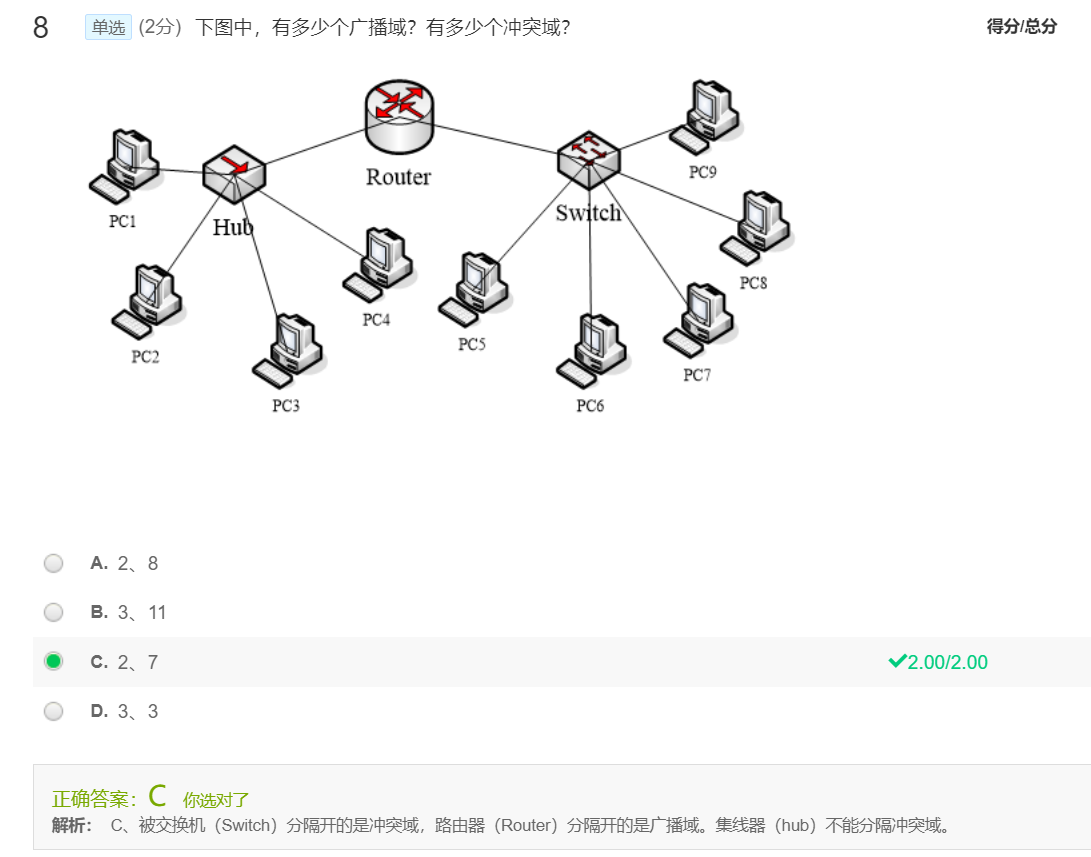 8 单选 (2分) 下图中，有多少个广播域？有多少个冲突域？ 得分/总分
Router
PC9
PC1
Hub
Switch
PC8
PC4
PC5
PC2
PC7
PC3
PC6
A. 2、8
B. 3、11
C. 2、7 2.00/2.00
D. 3、3
正确答案： C 你选对了
解析： C、被交换机（Switch）分隔开的是冲突域，路由器（Router）分隔开的是广播域。集线器（hub）不能分隔冲突域。